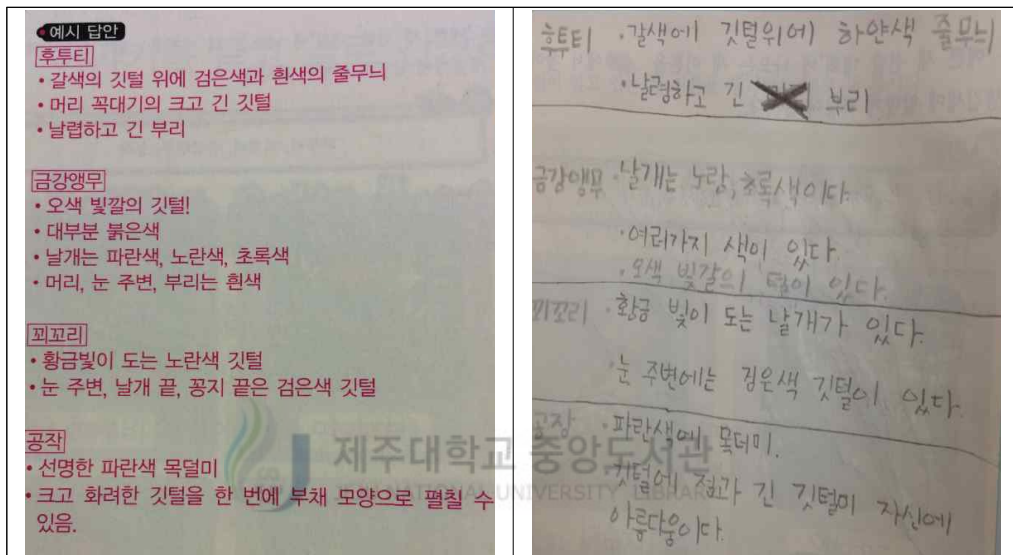 예시 답안
후투티
• 갈색의 깃털 위에 검은색과 흰색의 줄무늬
• 머리 꼭대기의 크고 긴 깃털
• 날렵하고 긴 부리
금강앵무
• 오색 빛깔의 깃털!
• 대부분 붉은색
• 날개는 파란색, 노란색, 초록색
• 머리, 눈 주변, 부리는 흰색
꾀꼬리
• 황금빛이 도는 노란색 깃털
• 눈 주변, 날개 끝, 꽁지 끝은 검은색 깃털
공작
• 선명한 파란색 목덜미
• 크고 화려한 깃털을 한 번에 부채 모양으로 펼칠 수
있음.
후투티 •갈색에 깃털위에 하얀색 줄무늬
•날렵하고 긴 부리
금강앵무 •날개는 노랑, 초록색이다.
•여러가지 색이 있다.
•오색 빛갈의 털이 있다.
꾀꼬리 •황금 빛이 도는 날개가 있다.
•눈 주변에는 검은색 깃털이 있다.
공장 •파란색에 목더미.
깃털에 점과 긴 깃털미 자신에
아름다움이다.
제주대학교 중앙도서관
JEJU NATIONAL UNIVERSITY LIBRARY